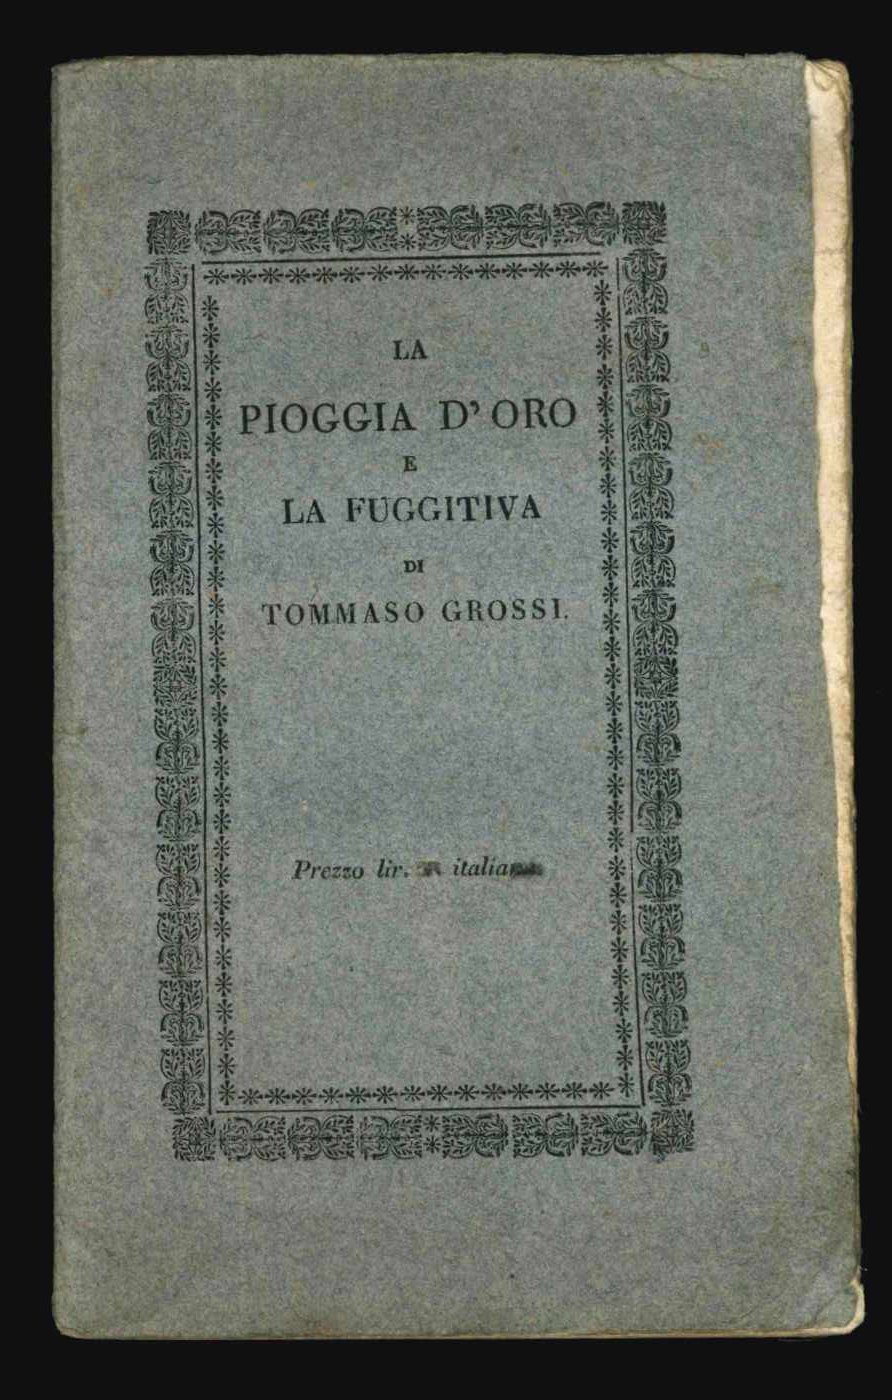 LA
PIOGGIA D' ORO
E
LA FUGGITIVA
DI
TOMMASO GROSSI.
Prezzo lir.